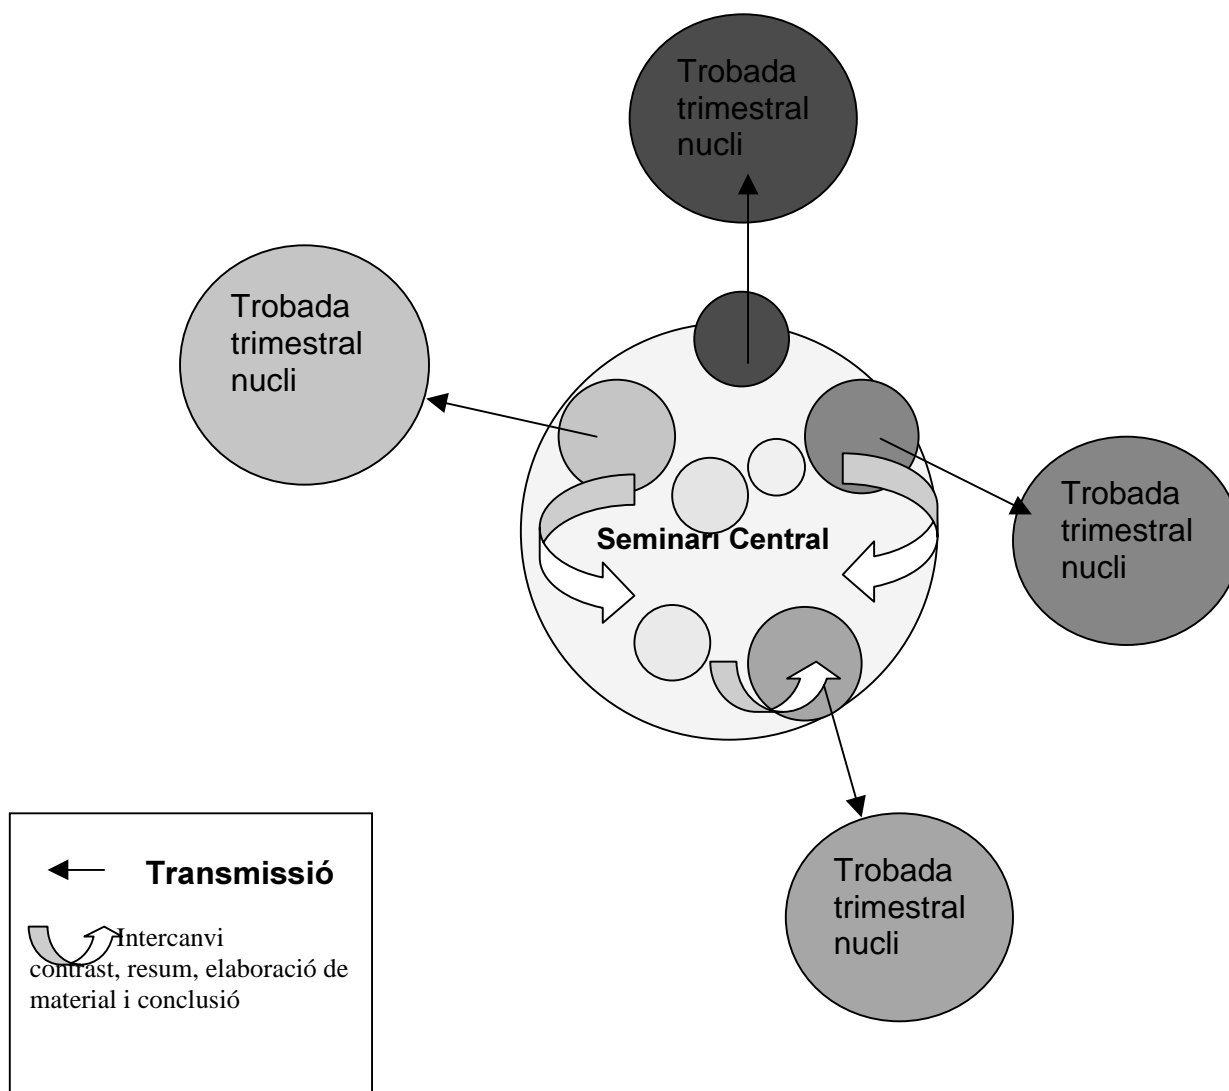 Trobada
trimestral
nucli
Trobada
trimestral
nucli
Trobada
trimestral
nucli
Seminari Central
Trobada
trimestral
nucli
Transmissió
Intercanvi
contrast, resum, elaboració de
material i conclusió